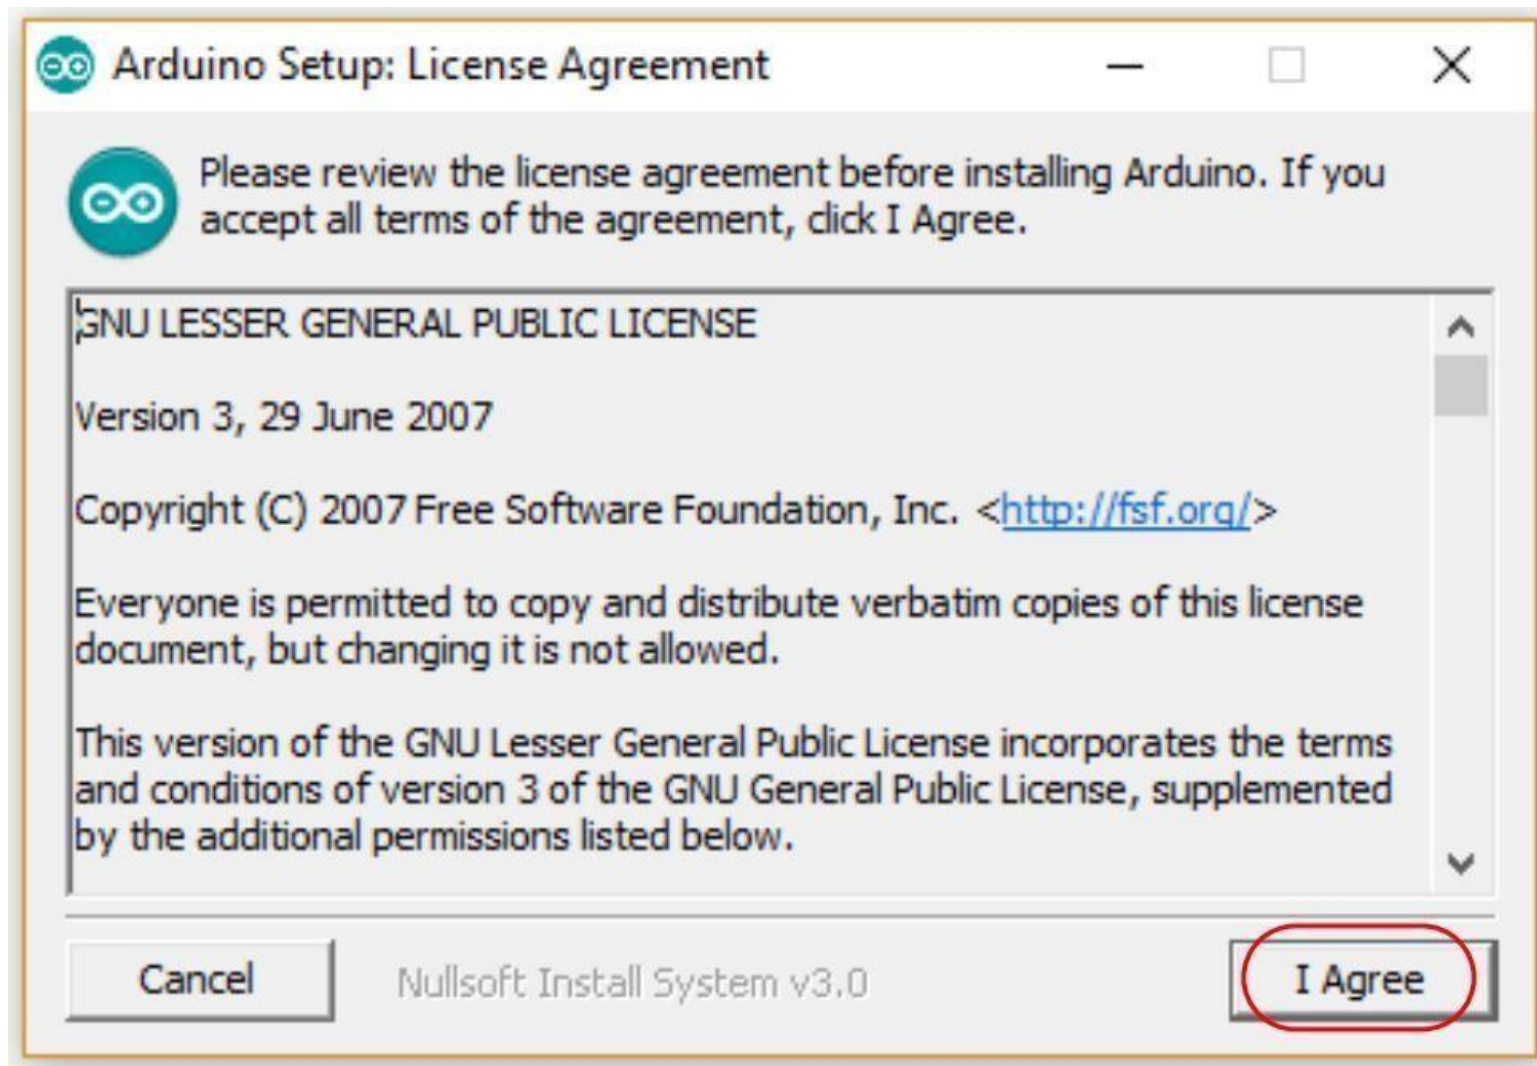 Arduino Setup: License Agreement
Please review the license agreement before installing Arduino. If you
accept all terms of the agreement, click I Agree.
GNU LESSER GENERAL PUBLIC LICENSE
Version 3, 29 June 2007
Copyright (C) 2007 Free Software Foundation, Inc. <http://fsf.org/>
Everyone is permitted to copy and distribute verbatim copies of this license
document, but changing it is not allowed.
This version of the GNU Lesser General Public License incorporates the terms
and conditions of version 3 of the GNU General Public License, supplemented
by the additional permissions listed below.
Cancel
Nullsoft Install System v3.0
I Agree